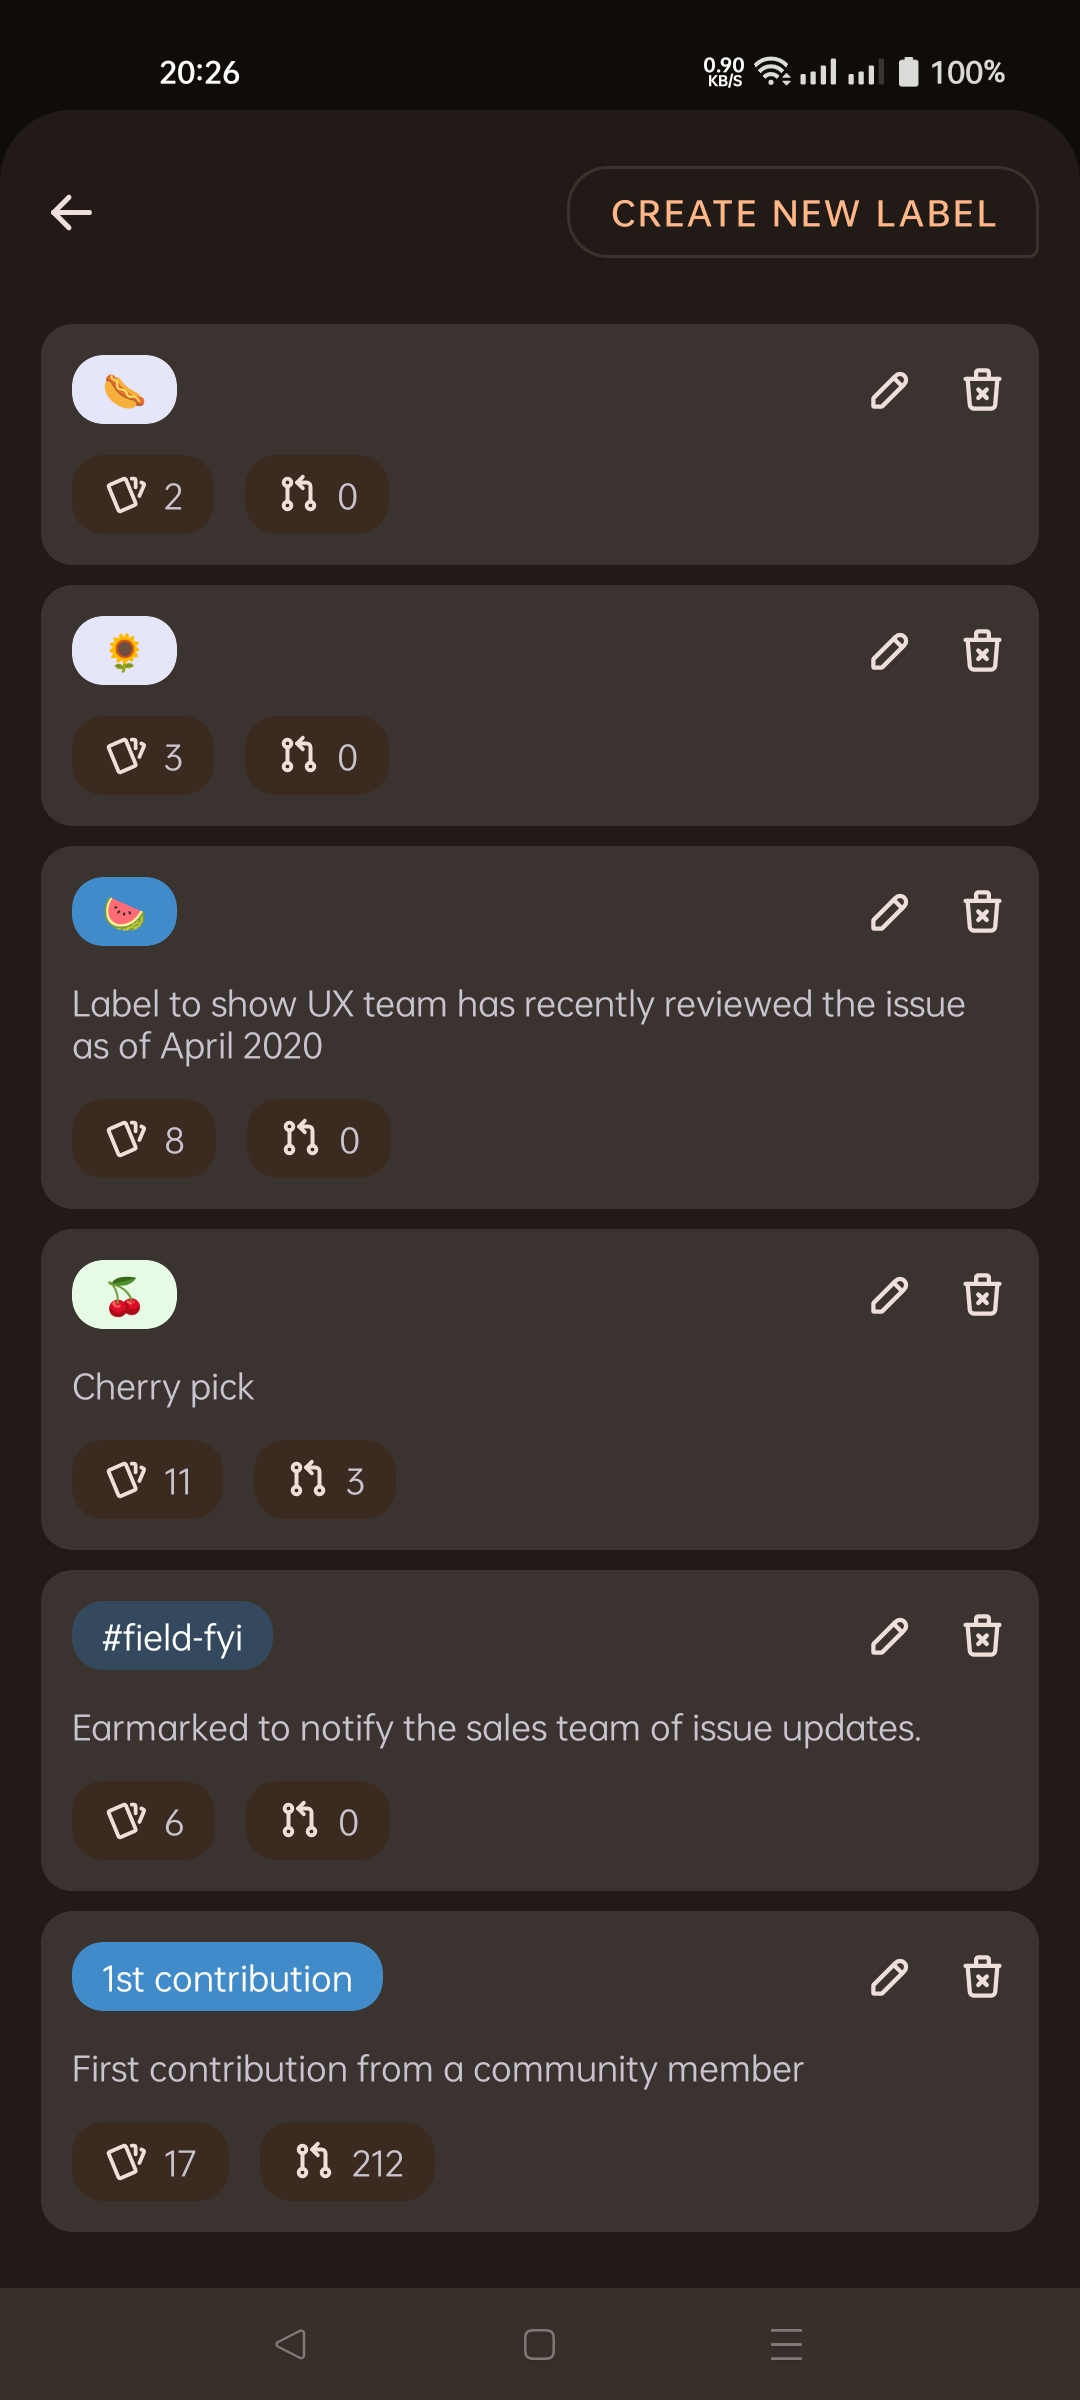 20:26
0.90
KB/S
100%
CREATE NEW LABEL
🌭
2
0
🌻
3
0
🍉
Label to show UX team has recently reviewed the issue
as of April 2020
8
0
🍒
Cherry pick
11
3
#field-fyi
Earmarked to notify the sales team of issue updates.
6
0
1st contribution
First contribution from a community member
17
212